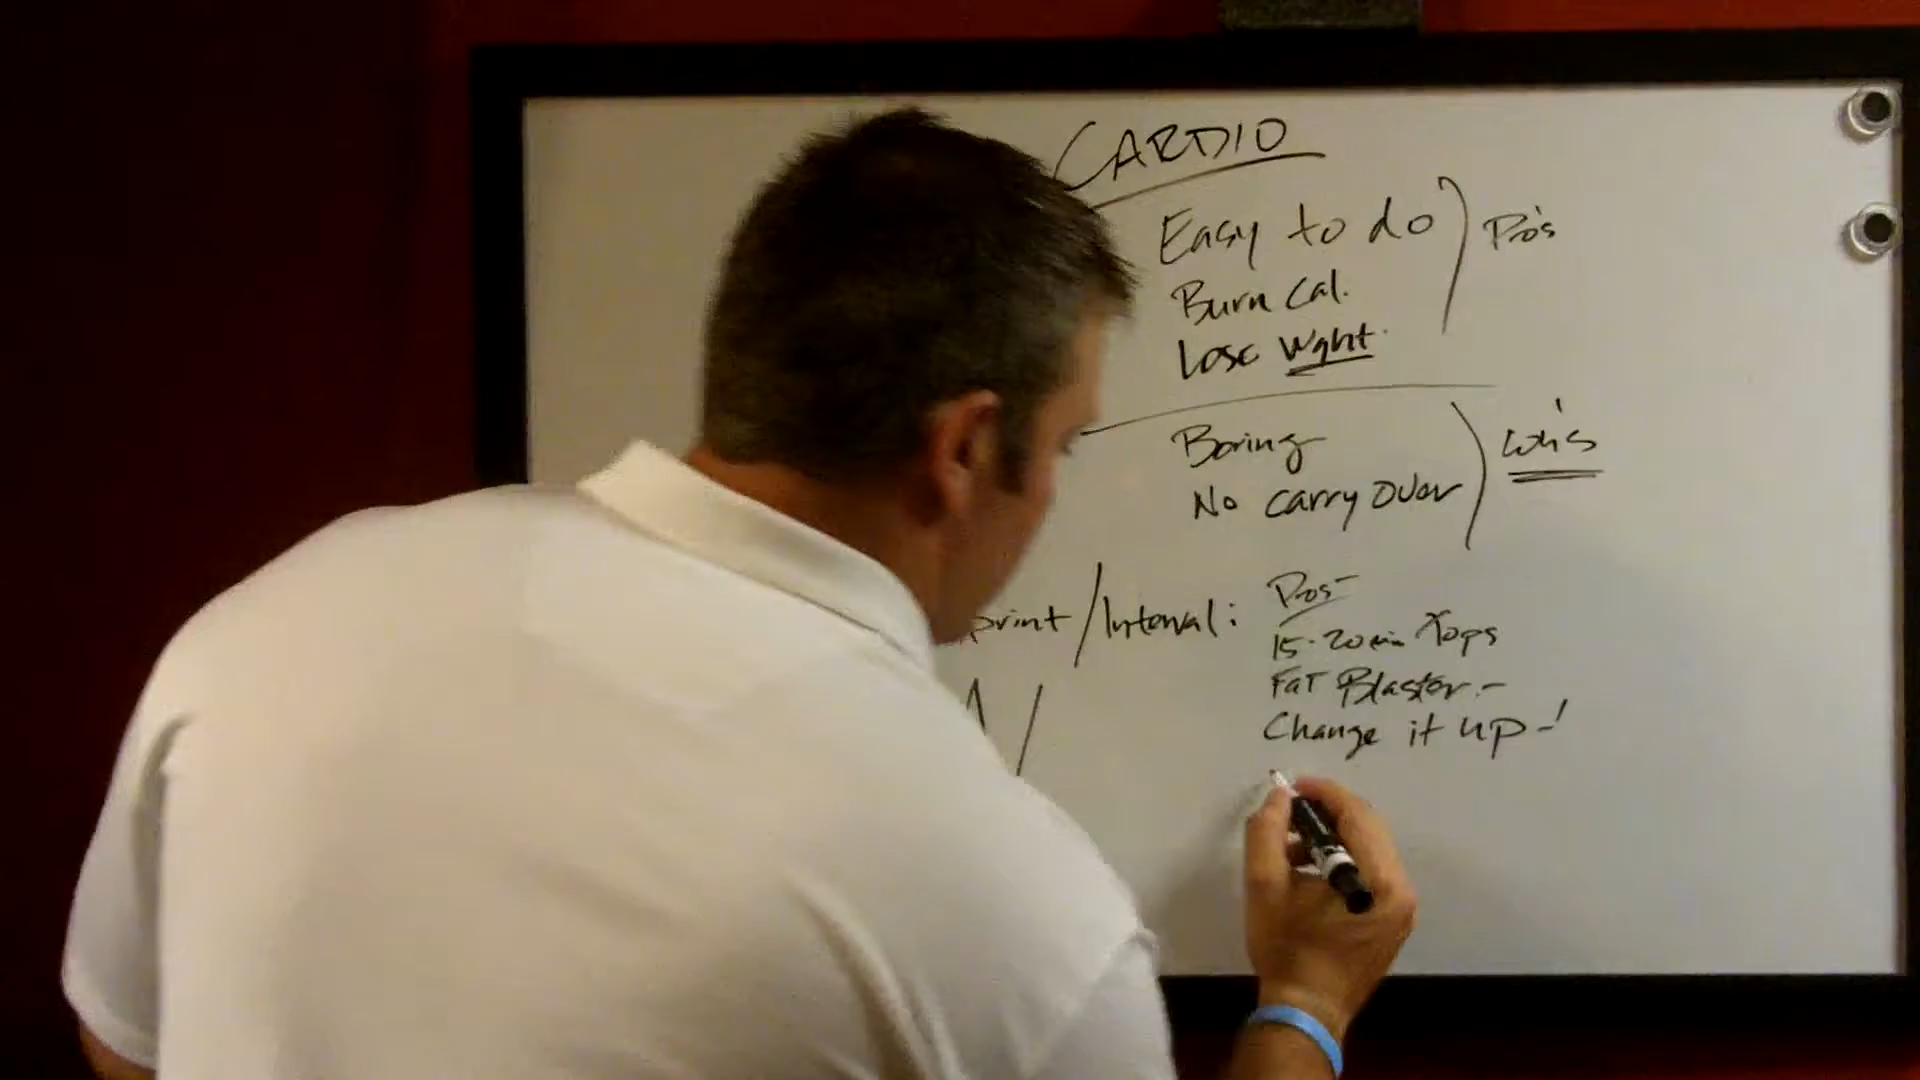 CARDIO
Easy to do
Pro's
Burn Cal.
Lose Wght.
Boring
Con's
No carry over
print/Interval:
Pros-
15-20 min Tops
Fat Blaster.-
Change it up-!